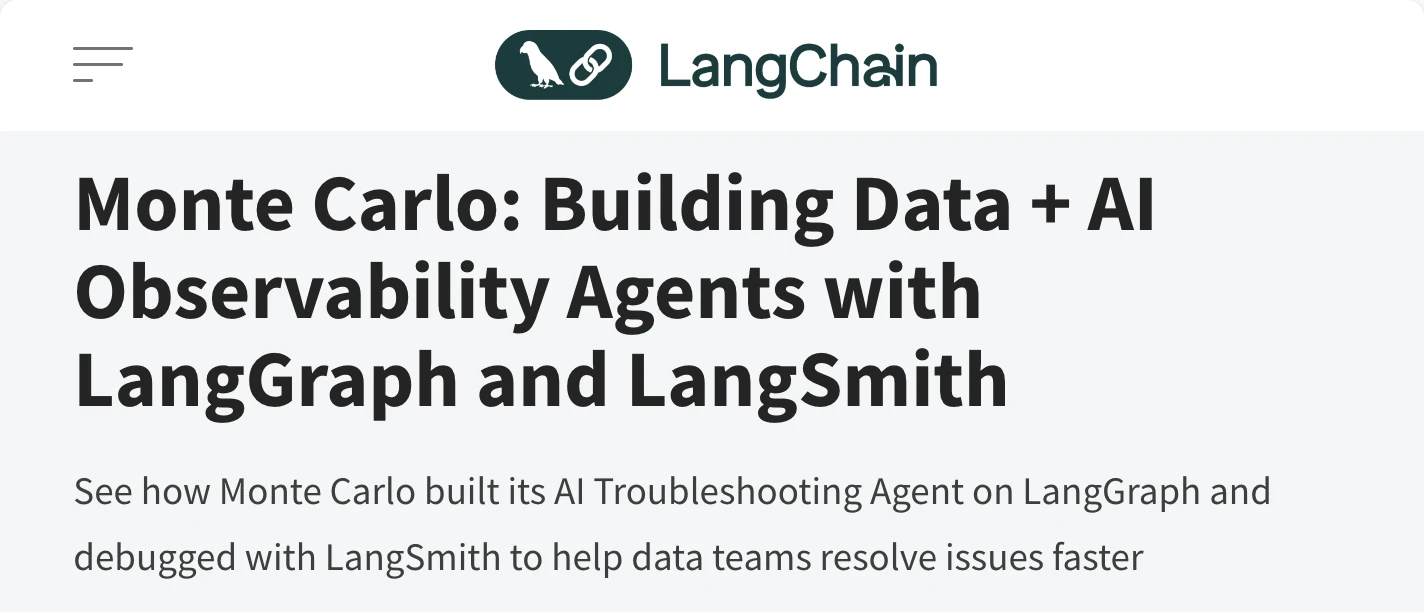 LangChain
Monte Carlo: Building Data + AI
Observability Agents with
LangGraph and LangSmith
See how Monte Carlo built its AI Troubleshooting Agent on LangGraph and
debugged with LangSmith to help data teams resolve issues faster